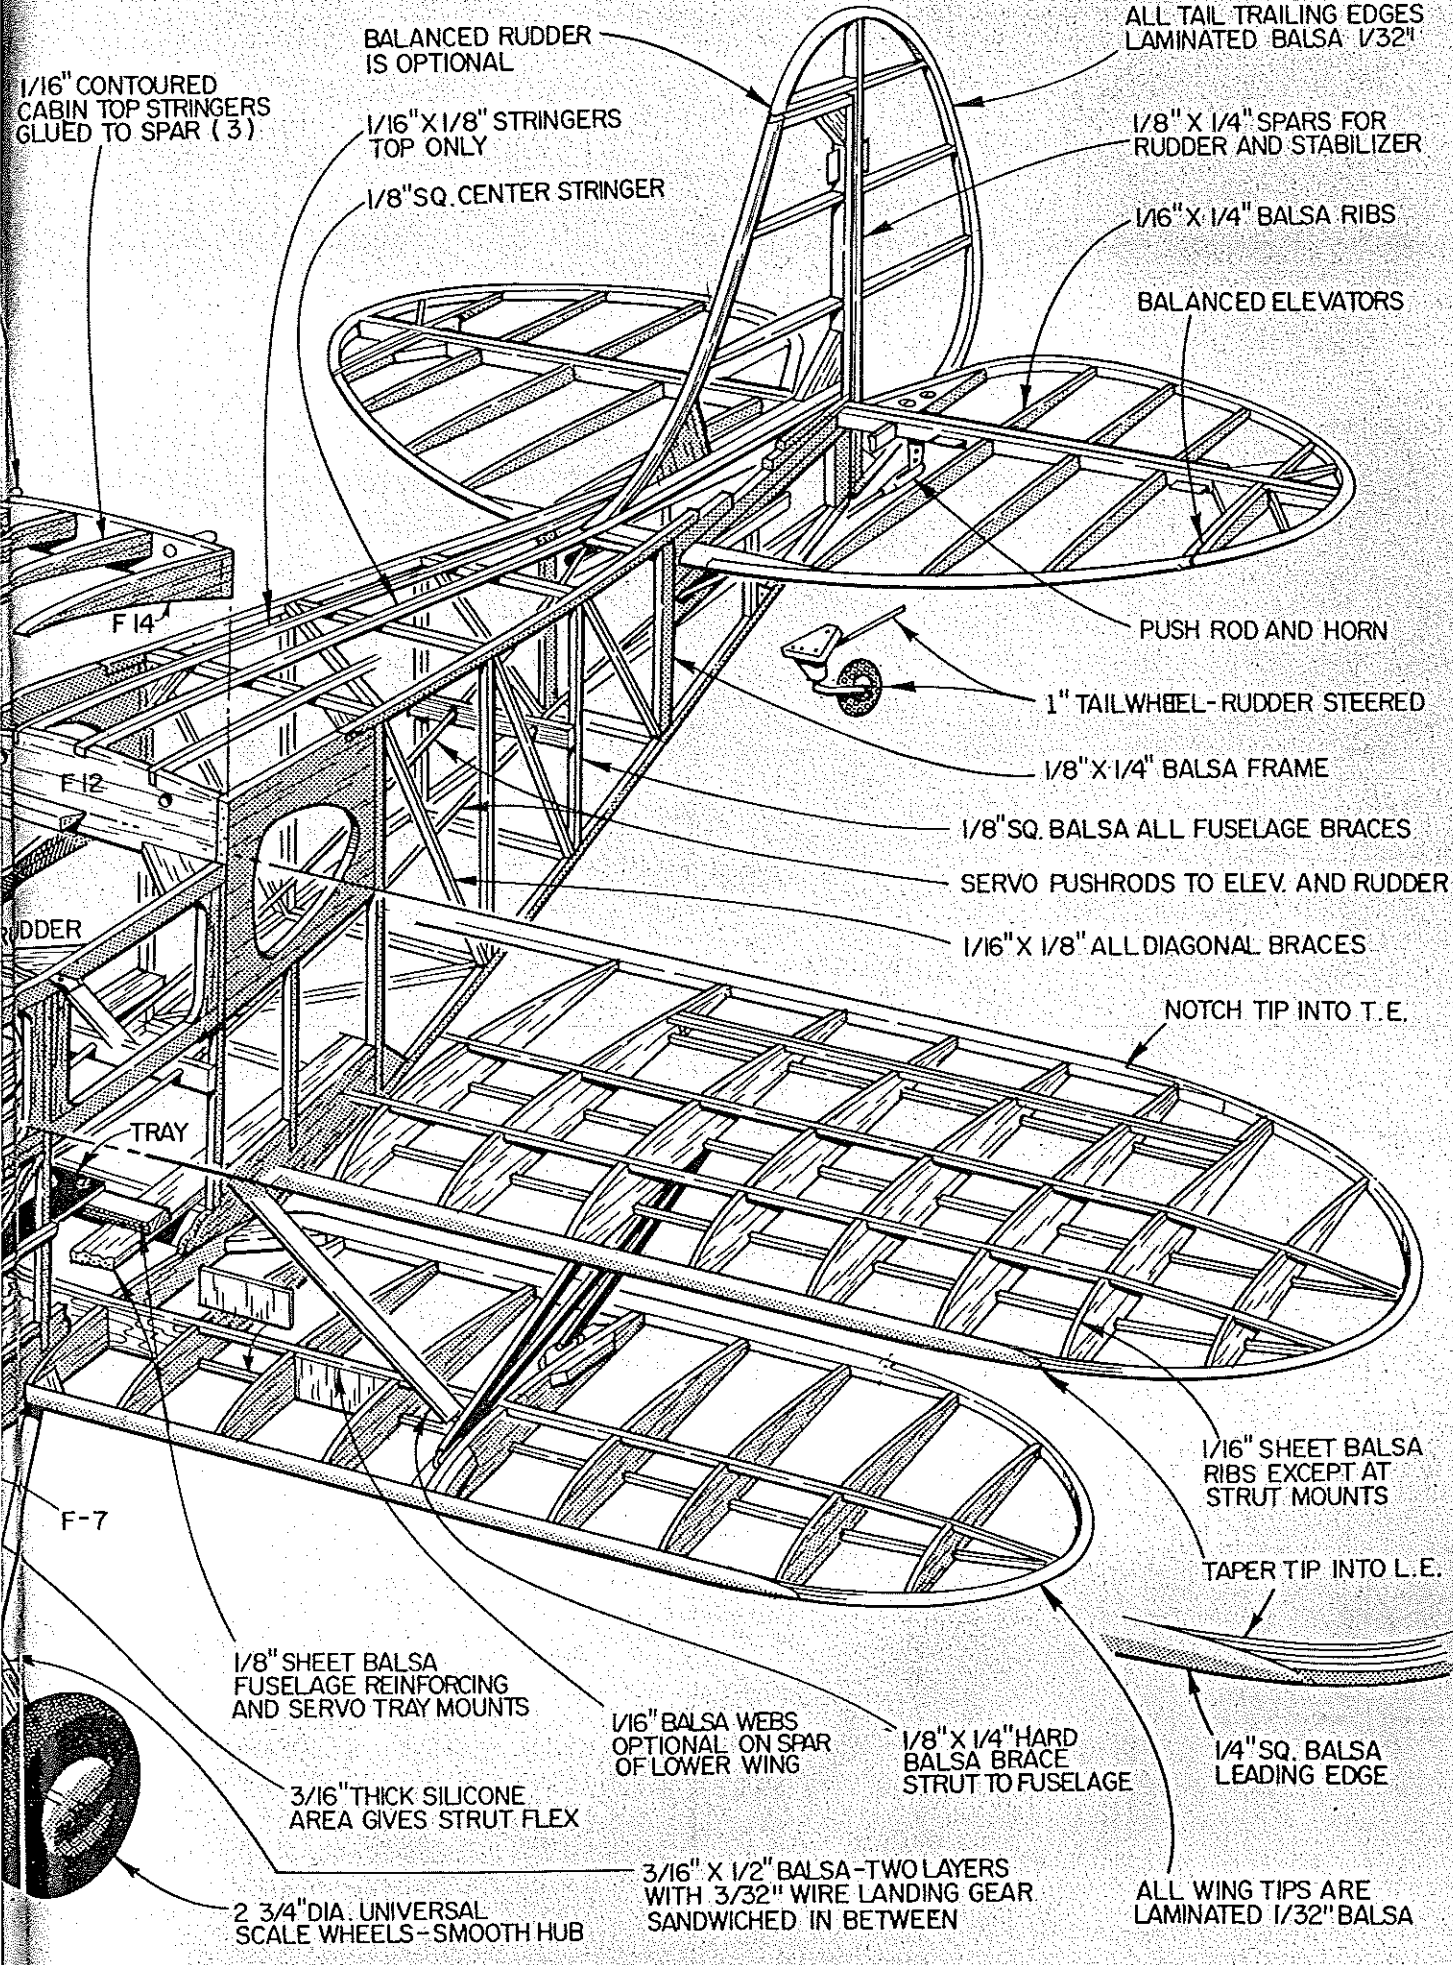 BALANCED RUDDER
IS OPTIONAL
ALL TAIL TRAILING EDGES
LAMINATED BALSA 1/32"
1/16" CONTOURED
CABIN TOP STRINGERS
GLUED TO SPAR (3)
1/16" X 1/8" STRINGERS
TOP ONLY
1/8" X 1/4" SPARS FOR
RUDDER AND STABILIZER
1/8" SQ. CENTER STRINGER
1/16" X 1/4" BALSA RIBS
BALANCED ELEVATORS
F 14
PUSH ROD AND HORN
1" TAILWHEEL-RUDDER STEERED
1/8" X 1/4" BALSA FRAME
F 12
1/8" SQ. BALSA ALL FUSELAGE BRACES
SERVO PUSHRODS TO ELEV. AND RUDDER
RUDDER
1/16" X 1/8" ALL DIAGONAL BRACES
NOTCH TIP INTO T.E.
TRAY
1/16" SHEET BALSA
RIBS EXCEPT AT
STRUT MOUNTS
F-7
TAPER TIP INTO L.E.
1/8" SHEET BALSA
FUSELAGE REINFORCING
AND SERVO TRAY MOUNTS
1/16" BALSA WEBS
OPTIONAL ON SPAR
OF LOWER WING
1/8" X 1/4" HARD
BALSA BRACE
STRUT TO FUSELAGE
1/4" SQ. BALSA
LEADING EDGE
3/16" THICK SILICONE
AREA GIVES STRUT FLEX
3/16" X 1/2" BALSA-TWO LAYERS
WITH 3/32" WIRE LANDING GEAR
SANDWICHED IN BETWEEN
ALL WING TIPS ARE
LAMINATED 1/32" BALSA
2 3/4" DIA. UNIVERSAL
SCALE WHEELS-SMOOTH HUB